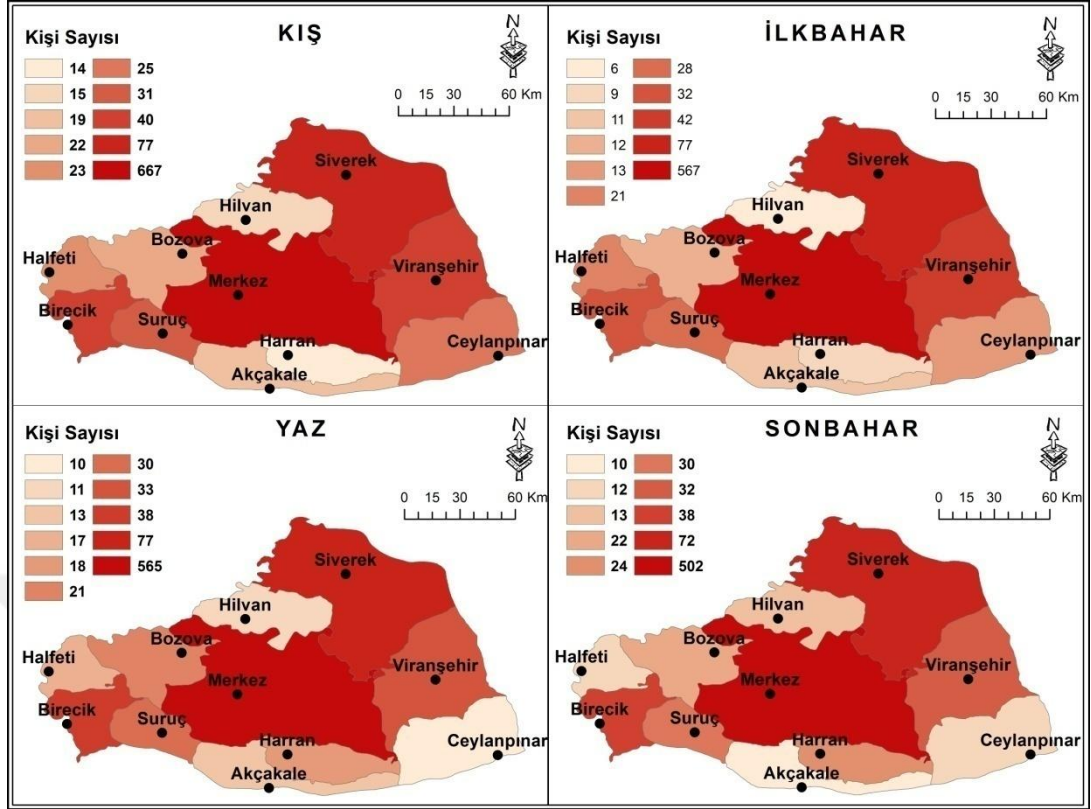 KIŞ
N
Kişi Sayısı
14 25
15 31
19 40
22 77
23 667
0 15 30 60 Km
Siverek
Hilvan
Bozova
Halfeti
Viranşehir
Merkez
Birecik
Suruç
Harran
Ceylanpınar
Akçakale
İLKBAHAR
N
Kişi Sayısı
6 28
9 32
11 42
12 77
13 567
21
0 15 30 60 Km
Siverek
Hilvan
Bozova
Halfeti
Viranşehir
Merkez
Birecik
Suruç
Harran
Ceylanpınar
Akçakale
YAZ
N
Kişi Sayısı
10 30
11 33
13 38
17 77
18 565
21
0 15 30 60 Km
Siverek
Hilvan
Bozova
Halfeti
Viranşehir
Merkez
Birecik
Suruç
Harran
Ceylanpınar
Akçakale
SONBAHAR
N
Kişi Sayısı
10 30
12 32
13 38
22 72
24 502
0 15 30 60 Km
Siverek
Hilvan
Bozova
Halfeti
Viranşehir
Merkez
Birecik
Suruç
Harran
Ceylanpınar
Akçakale